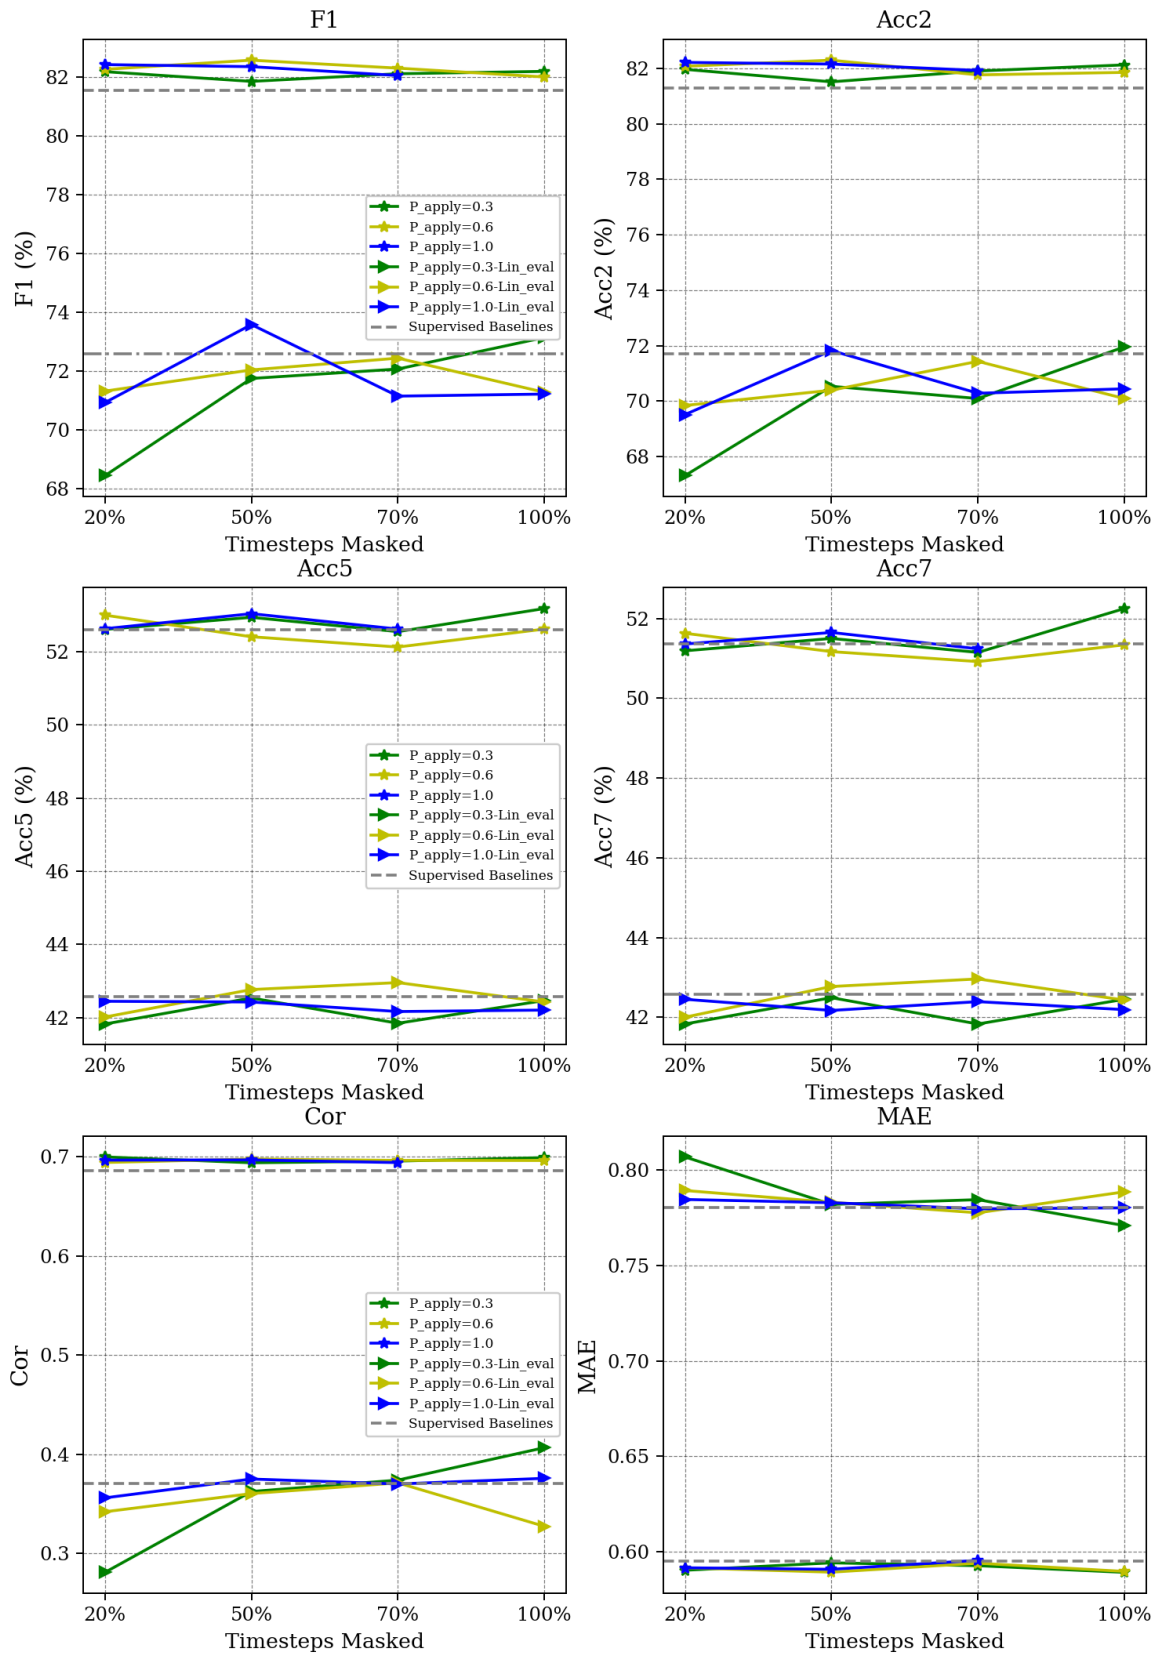 F1
F1 (%)
82
80
78
76
74
72
70
68
P_apply=0.3
P_apply=0.6
P_apply=1.0
P_apply=0.3-Lin_eval
P_apply=0.6-Lin_eval
P_apply=1.0-Lin_eval
Supervised Baselines
20% 50% 70% 100%
Timesteps Masked
Acc2
Acc2 (%)
82
80
78
76
74
72
70
68
20% 50% 70% 100%
Timesteps Masked
Acc5
Acc5 (%)
52
50
48
46
44
42
P_apply=0.3
P_apply=0.6
P_apply=1.0
P_apply=0.3-Lin_eval
P_apply=0.6-Lin_eval
P_apply=1.0-Lin_eval
Supervised Baselines
20% 50% 70% 100%
Timesteps Masked
Acc7
Acc7 (%)
52
50
48
46
44
42
20% 50% 70% 100%
Timesteps Masked
Cor
Cor
0.7
0.6
0.5
0.4
0.3
P_apply=0.3
P_apply=0.6
P_apply=1.0
P_apply=0.3-Lin_eval
P_apply=0.6-Lin_eval
P_apply=1.0-Lin_eval
Supervised Baselines
20% 50% 70% 100%
Timesteps Masked
MAE
MAE
0.80
0.75
0.70
0.65
0.60
20% 50% 70% 100%
Timesteps Masked